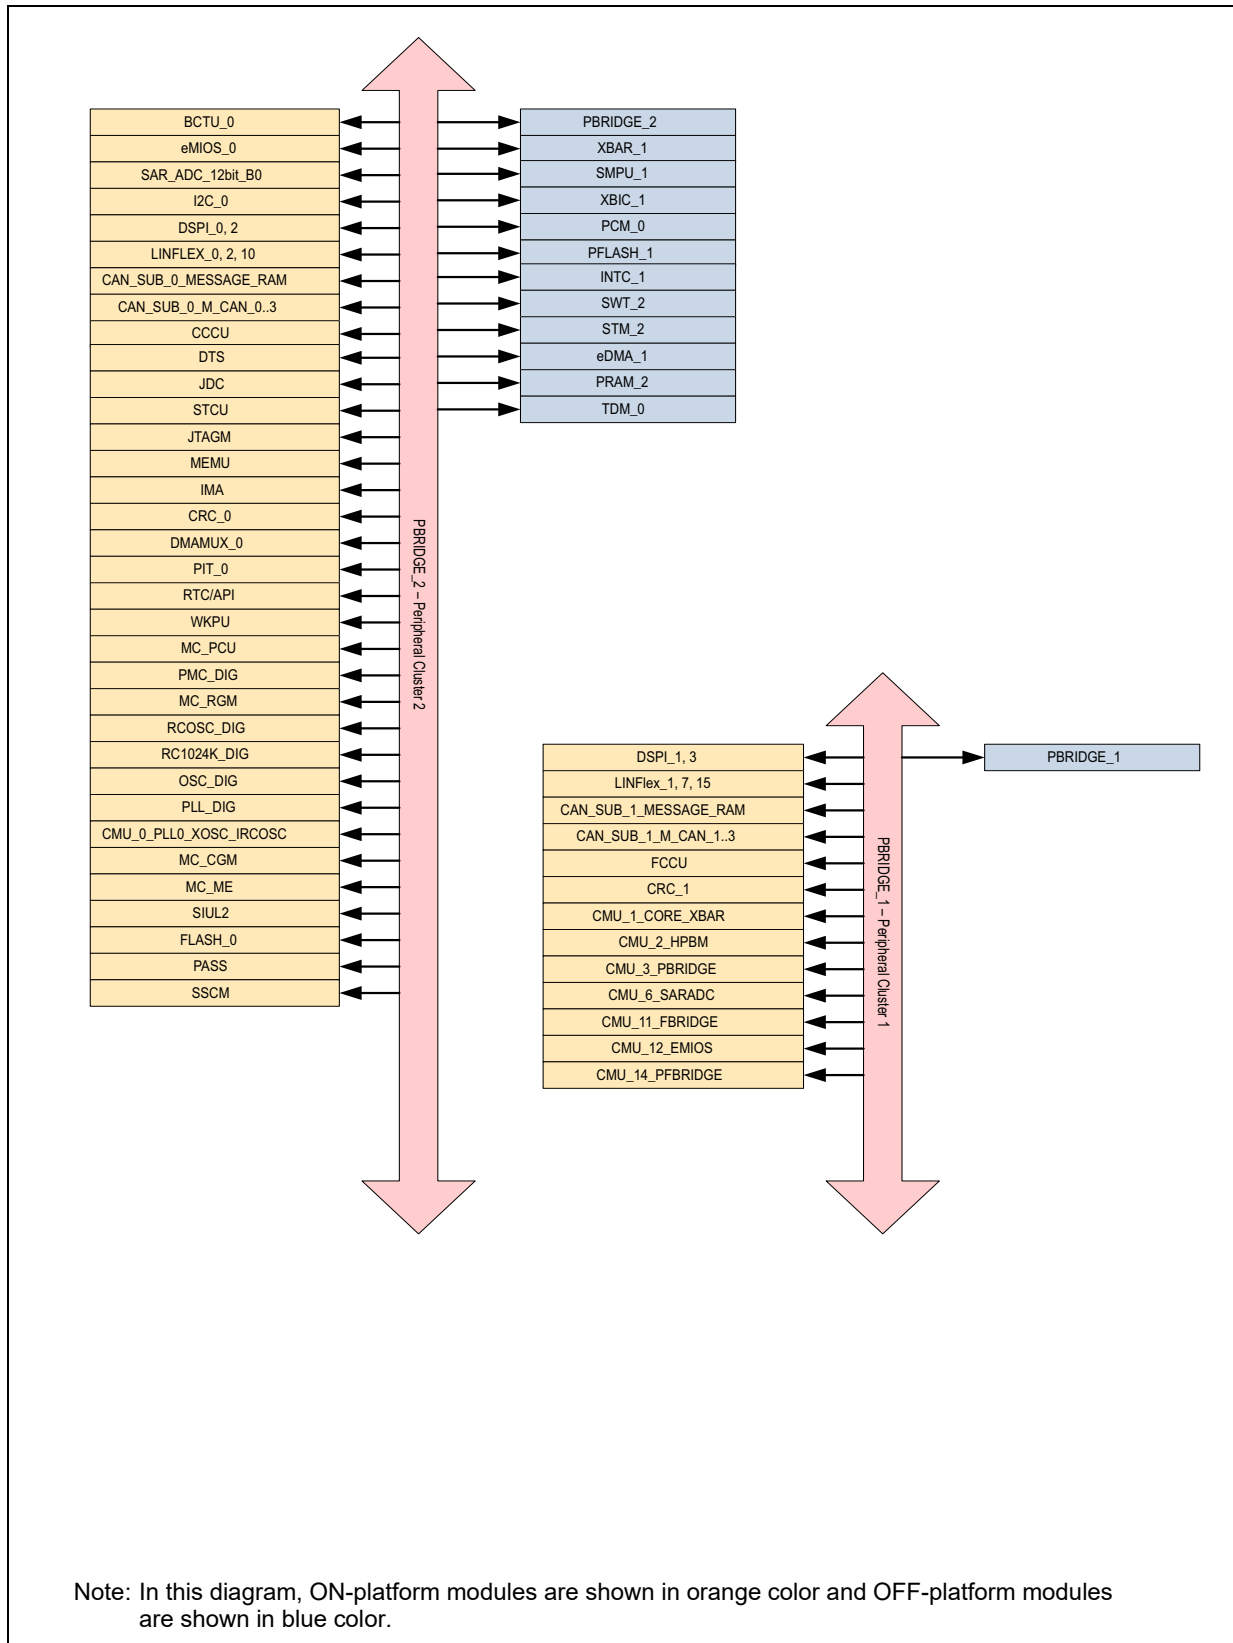 BCTU_0
eMIOS_0
SAR_ADC_12bit_B0
I2C_0
DSPI_0, 2
LINFLEX_0, 2, 10
CAN_SUB_0_MESSAGE_RAM
CAN_SUB_0_M_CAN_0..3
CCCU
DTS
JDC
STCU
JTAGM
MEMU
IMA
CRC_0
DMAMUX_0
PIT_0
RTC/API
WKPU
MC_PCU
PMC_DIG
MC_RGM
RCOSC_DIG
RC1024K_DIG
OSC_DIG
PLL_DIG
CMU_0_PLL0_XOSC_IRCOSC
MC_CGM
MC_ME
SIUL2
FLASH_0
PASS
SSCM
PBRIDGE_2 – Peripheral Cluster 2
PBRIDGE_2
XBAR_1
SMPU_1
XBIC_1
PCM_0
PFLASH_1
INTC_1
SWT_2
STM_2
eDMA_1
PRAM_2
TDM_0
DSPI_1, 3
LINFlex_1, 7, 15
CAN_SUB_1_MESSAGE_RAM
CAN_SUB_1_M_CAN_1..3
FCCU
CRC_1
CMU_1_CORE_XBAR
CMU_2_HPBM
CMU_3_PBRIDGE
CMU_6_SARADC
CMU_11_FBRIDGE
CMU_12_EMIOS
CMU_14_PFBRIDGE
PBRIDGE_1 – Peripheral Cluster 1
PBRIDGE_1
Note: In this diagram, ON-platform modules are shown in orange color and OFF-platform modules
are shown in blue color.